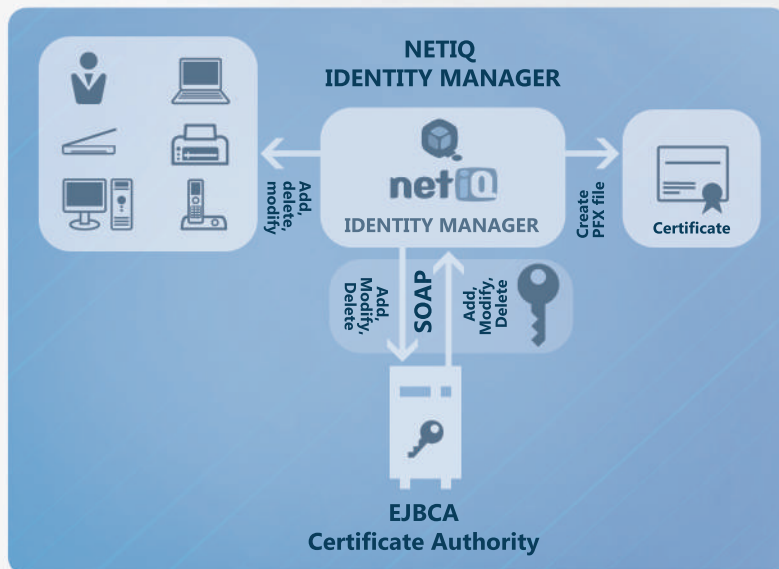 NETIQ
IDENTITY MANAGER
netiQ
IDENTITY MANAGER
Add,
delete,
modify
Create
PFX file
Certificate
Add,
Modify,
Delete
SOAP
Add,
Modify,
Delete
EJBCA
Certificate Authority